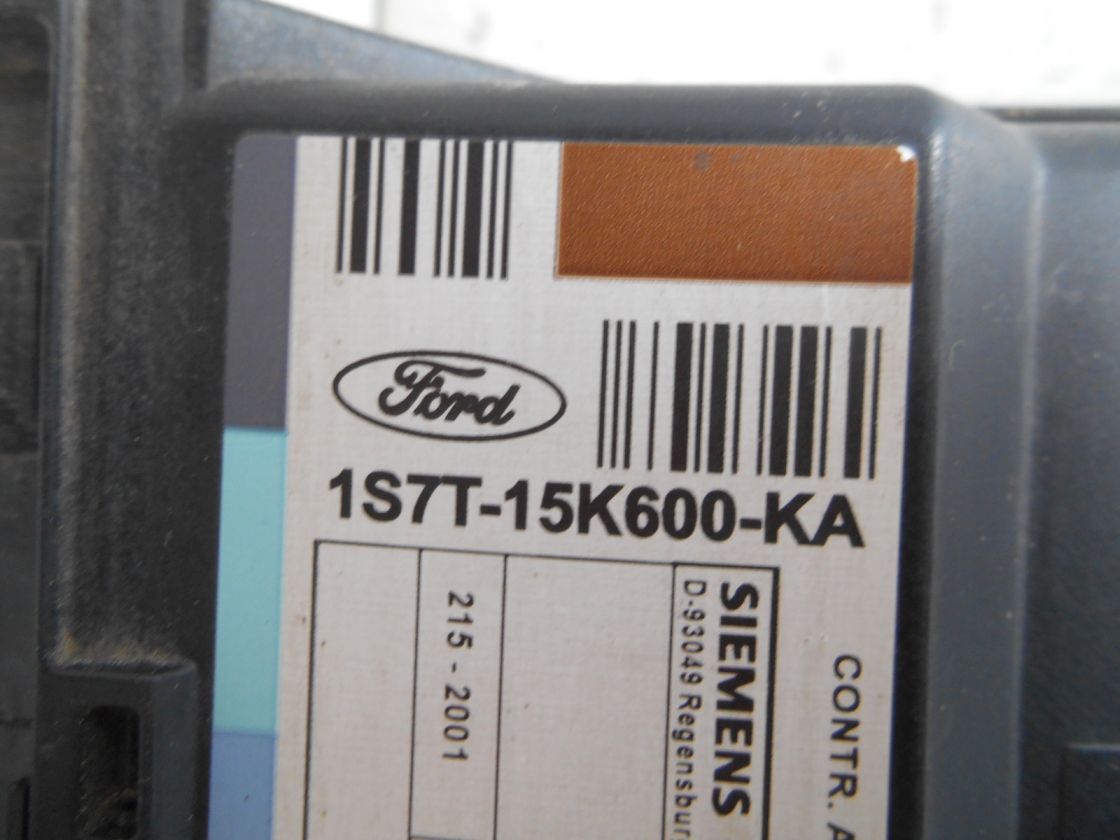 Ford
1S7T-15K600-KA
215 - 2001
SIEMENS
D-93049 Regensbur
CONTR. A